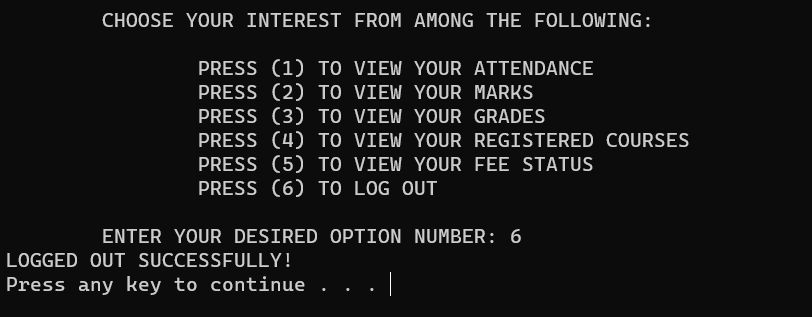 CHOOSE YOUR INTEREST FROM AMONG THE FOLLOWING:
PRESS (1) TO VIEW YOUR ATTENDANCE
PRESS (2) TO VIEW YOUR MARKS
PRESS (3) TO VIEW YOUR GRADES
PRESS (4) TO VIEW YOUR REGISTERED COURSES
PRESS (5) TO VIEW YOUR FEE STATUS
PRESS (6) TO LOG OUT
ENTER YOUR DESIRED OPTION NUMBER: 6
LOGGED OUT SUCCESSFULLY!
Press any key to continue . . .